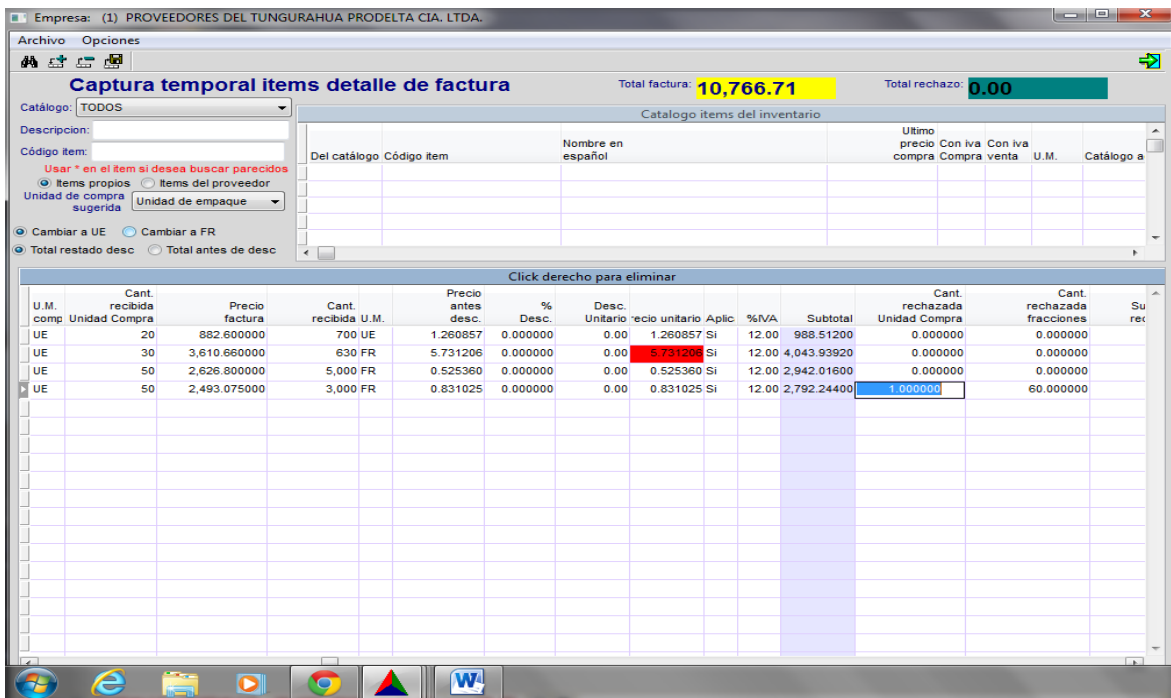 Empresa: (1) PROVEEDORES DEL TUNGURAHUA PRODELTA CIA. LTDA.
Archivo Opciones
Captura temporal items detalle de factura
Total factura: 10,766.71
Total rechazo: 0.00
Catálogo: TODOS
Descripcion:
Código item:
Usar * en el item si desea buscar parecidos
Items propios Items del proveedor
Unidad de compra sugerida Unidad de empaque
Cambiar a UE Cambiar a FR
Total restado desc Total antes de desc
Catalogo items del inventario
Del catálogo Código item Nombre en español Ultimo precio compra Con iva Compra Con iva venta U.M. Catálogo a
Click derecho para eliminar
U.M. comp Cant. recibida Unidad Compra Precio factura Cant. recibida U.M. Precio antes desc. % Desc. Desc. Unitario recio unitario Aplic %IVA Subtotal Cant. rechazada Unidad Compra Cant. rechazada fracciones Su rec
UE 20 882.600000 700 UE 1.260857 0.000000 0.00 1.260857 Si 12.00 988.51200 0.000000 0.000000
UE 30 3,610.660000 630 FR 5.731206 0.000000 0.00 5.731206 Si 12.00 4,043.93920 0.000000 0.000000
UE 50 2,626.800000 5,000 FR 0.525360 0.000000 0.00 0.525360 Si 12.00 2,942.01600 0.000000 0.000000
UE 50 2,493.075000 3,000 FR 0.831025 0.000000 0.00 0.831025 Si 12.00 2,792.24400 1.000000 60.000000